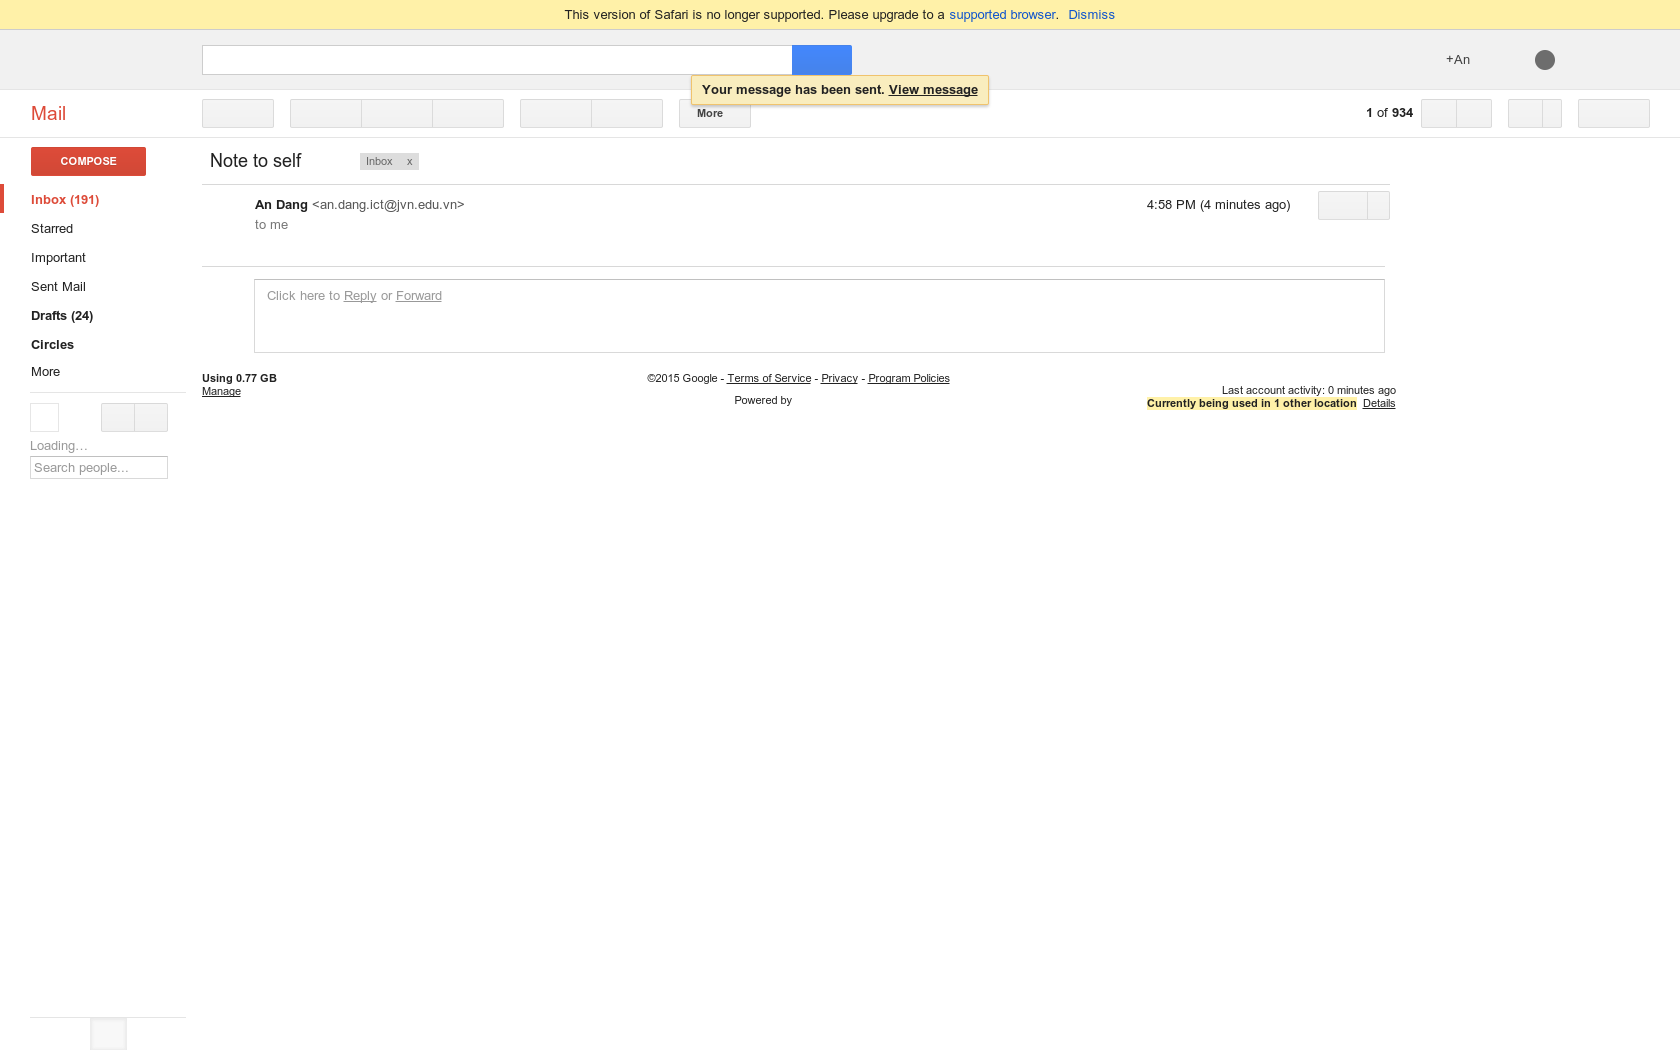 This version of Safari is no longer supported. Please upgrade to a supported browser. Dismiss
+An
Your message has been sent. View message
Mail
More
1 of 934
COMPOSE
Note to self
Inbox x
Inbox (191)
An Dang <an.dang.ict@jvn.edu.vn>
4:58 PM (4 minutes ago)
to me
Starred
Important
Sent Mail
Drafts (24)
Circles
More
Click here to Reply or Forward
Using 0.77 GB
Manage
©2015 Google - Terms of Service - Privacy - Program Policies
Powered by
Last account activity: 0 minutes ago
Currently being used in 1 other location Details
Loading...
Search people...